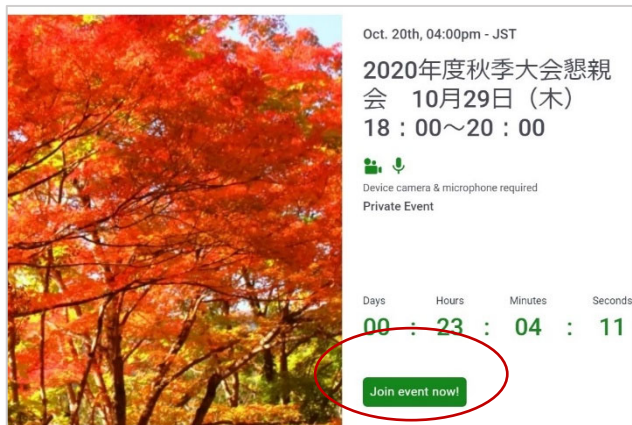 Oct. 20th, 04:00pm - JST
2020年度秋季大会懇親
会　10月29日（木）
18：00～20：00
Device camera & microphone required
Private Event
Days Hours Minutes Seconds
00 : 23 : 04 : 11
Join event now!